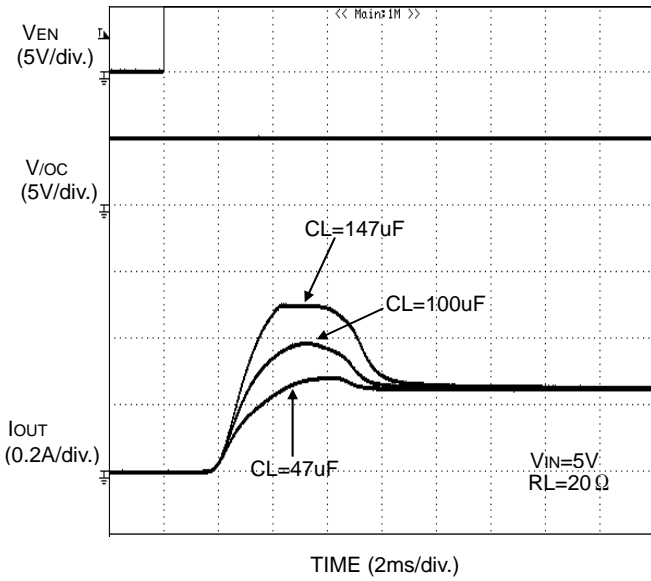 << Main:1M >>
VEN
(5V/div.)
V/OC
(5V/div.)
CL=147uF
CL=100uF
IOUT
(0.2A/div.)
CL=47uF
VIN=5V
RL=20Ω
TIME (2ms/div.)